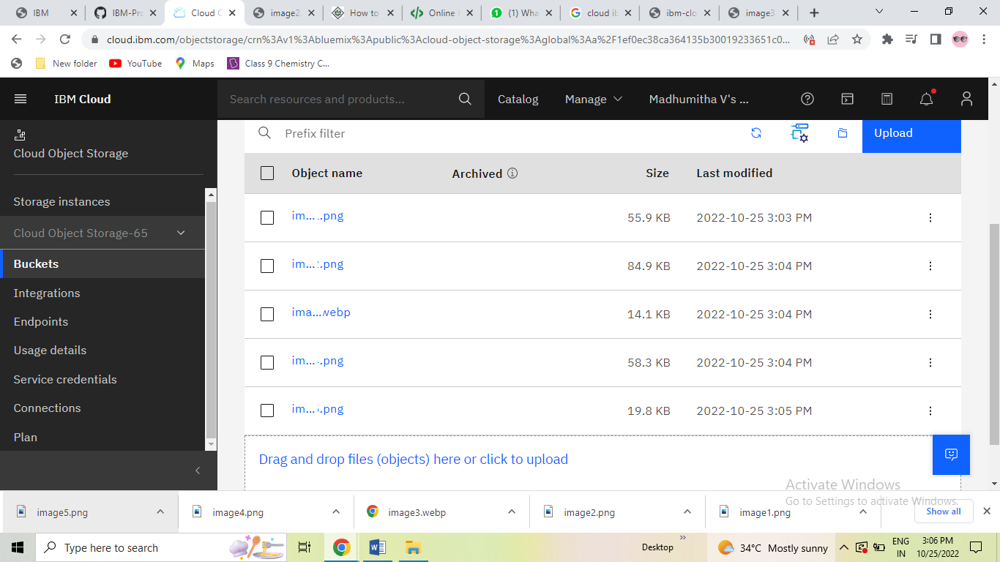 IBM
IBM-Pro
Cloud O
image2.
How to
Online
(1) Wha
cloud ib
ibm-clo
image3
cloud.ibm.com/objectstorage/crn%3Av1%3Abluemix%3Apublic%3Acloud-object-storage%3Aglobal%3Aa%2F1ef0ec38ca364135b30019233651c0...
New folder YouTube Maps Class 9 Chemistry C...
IBM Cloud
Search resources and products...
Catalog Manage Madhumitha V's ...
Cloud Object Storage
Storage instances
Cloud Object Storage-65
Buckets
Integrations
Endpoints
Usage details
Service credentials
Connections
Plan
Prefix filter
Upload
Object name Archived Size Last modified
im... .png 55.9 KB 2022-10-25 3:03 PM
im... .png 84.9 KB 2022-10-25 3:04 PM
ima...webp 14.1 KB 2022-10-25 3:04 PM
im... .png 58.3 KB 2022-10-25 3:04 PM
im... .png 19.8 KB 2022-10-25 3:05 PM
Drag and drop files (objects) here or click to upload
Activate Windows
Go to Settings to activate Windows.
image5.png image4.png image3.webp image2.png image1.png Show all
Type here to search
Desktop
34°C Mostly sunny
ENG
IN
3:06 PM
10/25/2022